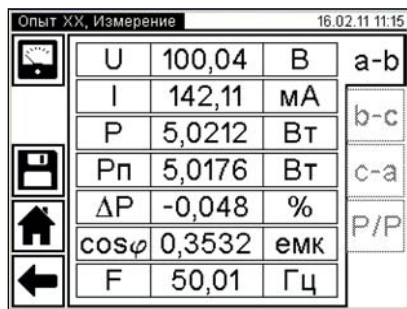 Опыт XX, Измерение 16.02.11 11:15
U 100,04 В a-b
I 142,11 мА
b-c
P 5,0212 Вт
Pп 5,0176 Вт c-a
ΔP -0,048 %
P/P
cosφ 0,3532 емк
F 50,01 Гц